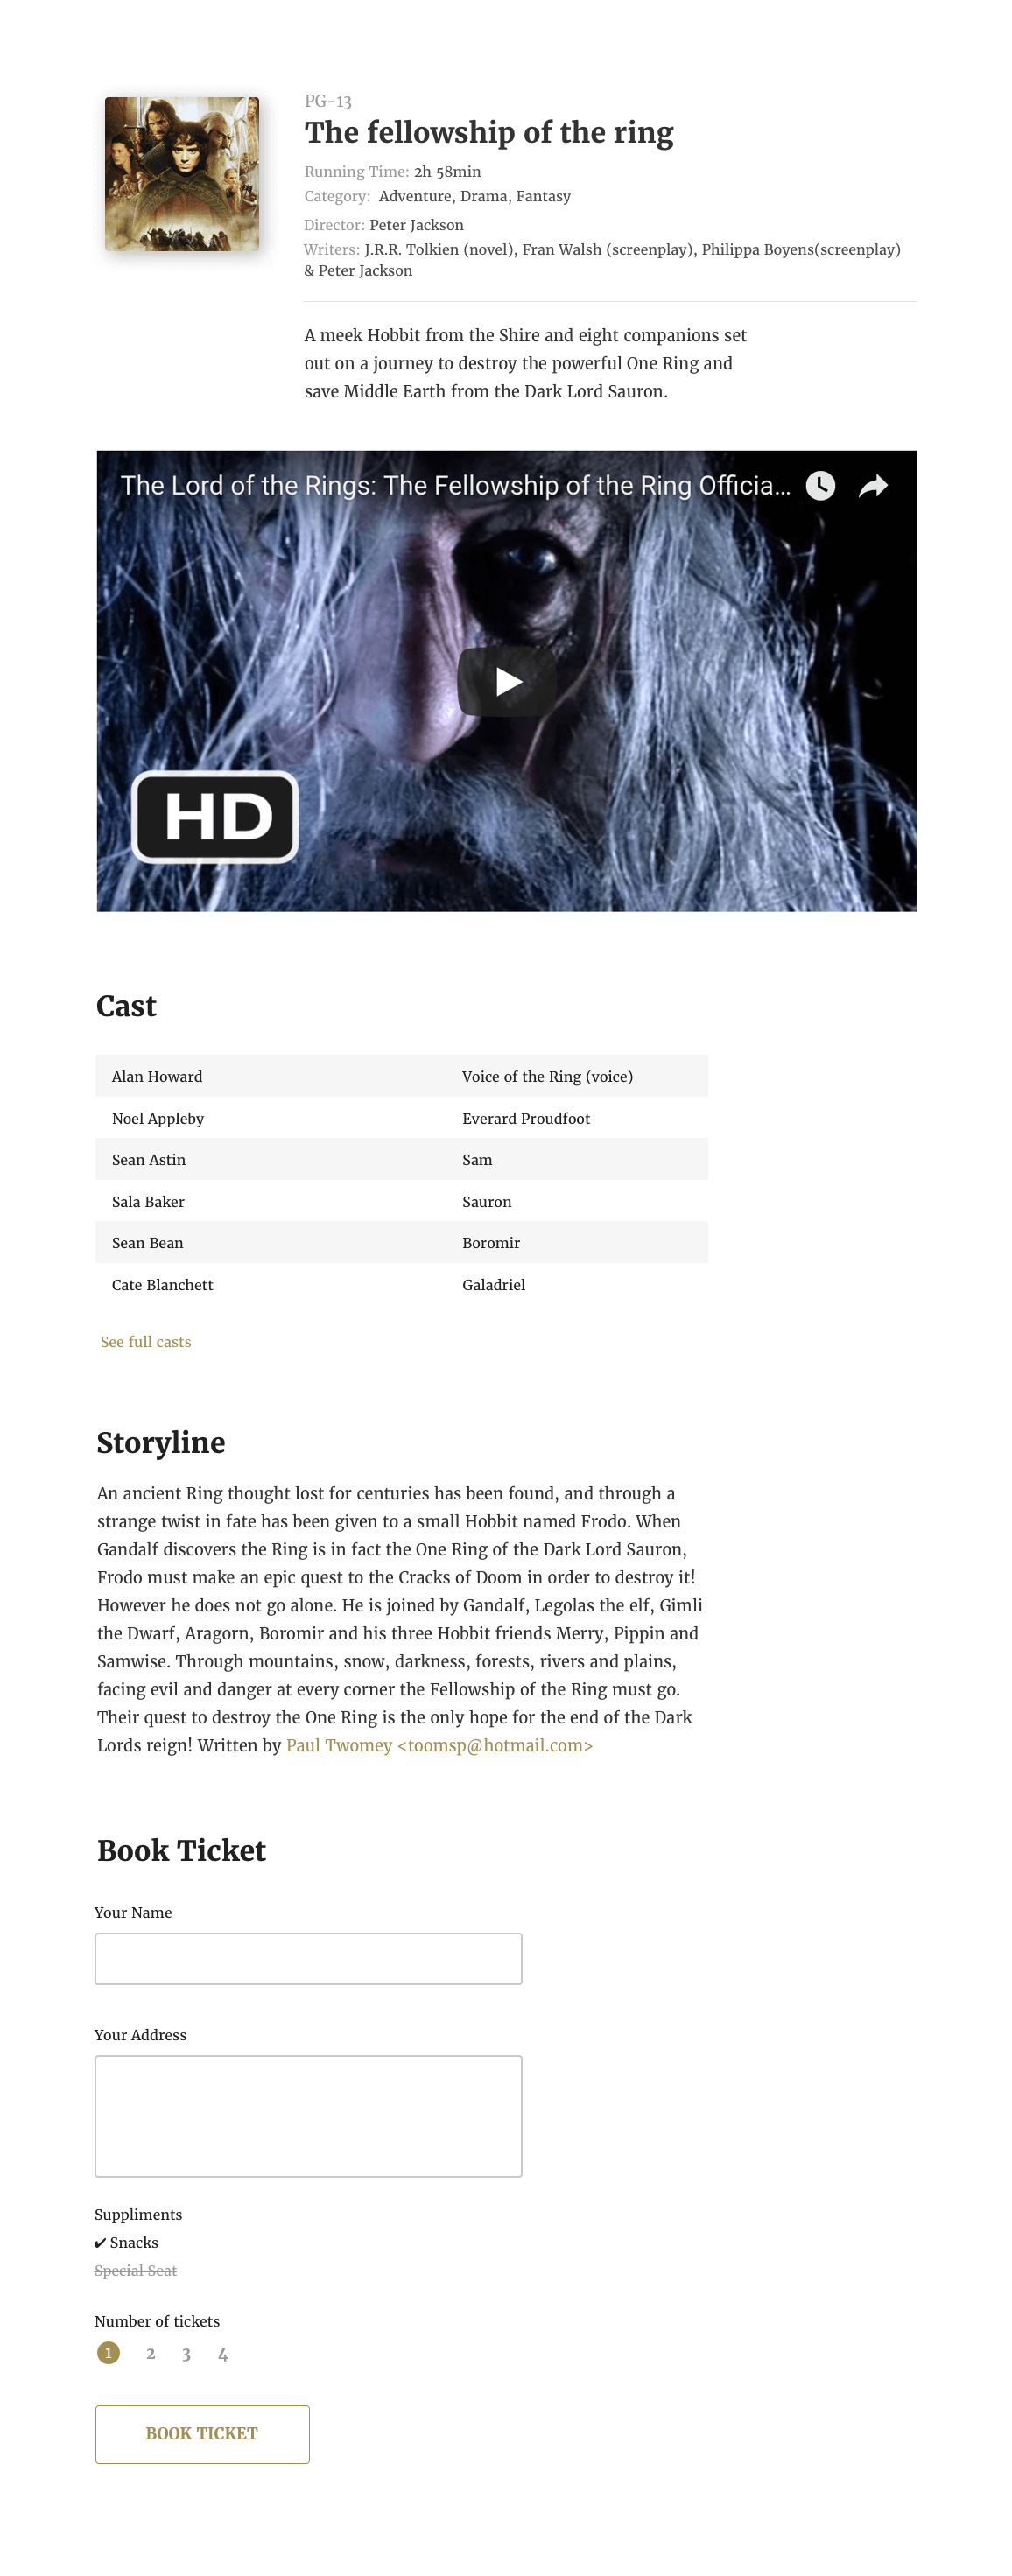 PG-13
The fellowship of the ring
Running Time: 2h 58min
Category: Adventure, Drama, Fantasy
Director: Peter Jackson
Writers: J.R.R. Tolkien (novel), Fran Walsh (screenplay), Philippa Boyens(screenplay)
& Peter Jackson
A meek Hobbit from the Shire and eight companions set
out on a journey to destroy the powerful One Ring and
save Middle Earth from the Dark Lord Sauron.
The Lord of the Rings: The Fellowship of the Ring Officia...
HD
Cast
Alan Howard Voice of the Ring (voice)
Noel Appleby Everard Proudfoot
Sean Astin Sam
Sala Baker Sauron
Sean Bean Boromir
Cate Blanchett Galadriel
See full casts
Storyline
An ancient Ring thought lost for centuries has been found, and through a
strange twist in fate has been given to a small Hobbit named Frodo. When
Gandalf discovers the Ring is in fact the One Ring of the Dark Lord Sauron,
Frodo must make an epic quest to the Cracks of Doom in order to destroy it!
However he does not go alone. He is joined by Gandalf, Legolas the elf, Gimli
the Dwarf, Aragorn, Boromir and his three Hobbit friends Merry, Pippin and
Samwise. Through mountains, snow, darkness, forests, rivers and plains,
facing evil and danger at every corner the Fellowship of the Ring must go.
Their quest to destroy the One Ring is the only hope for the end of the Dark
Lords reign! Written by Paul Twomey <toomsp@hotmail.com>
Book Ticket
Your Name
Your Address
Suppliments
✔ Snacks
Special Seat
Number of tickets
1 2 3 4
BOOK TICKET